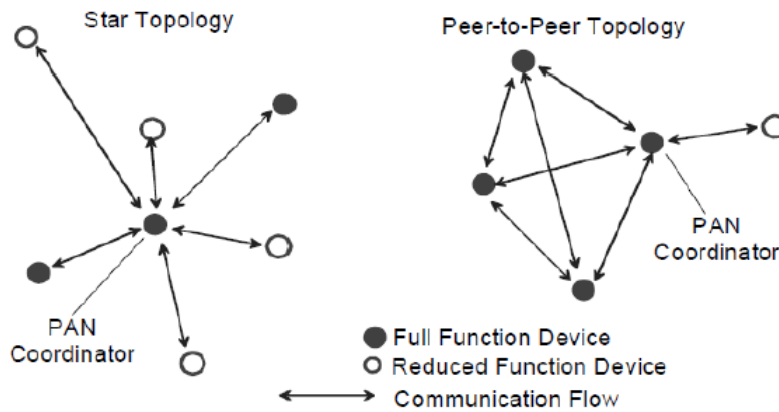 Star Topology
Peer-to-Peer Topology
PAN
Coordinator
PAN
Coordinator
Full Function Device
Reduced Function Device
Communication Flow